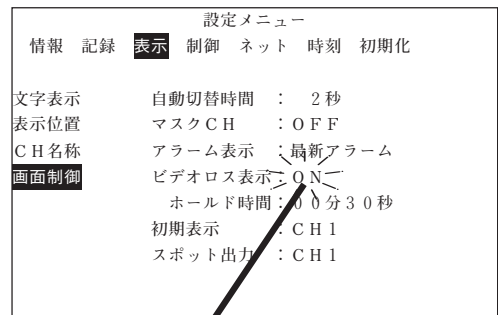 設定メニュー
情報 記録 表示 制御 ネット 時刻 初期化
文字表示 自動切替時間 : 2秒
表示位置 マスクCH :OFF
CH名称 アラーム表示 :最新アラーム
画面制御 ビデオロス表示:ON
ホールド時間:00分30秒
初期表示 :CH1
スポット出力 :CH1